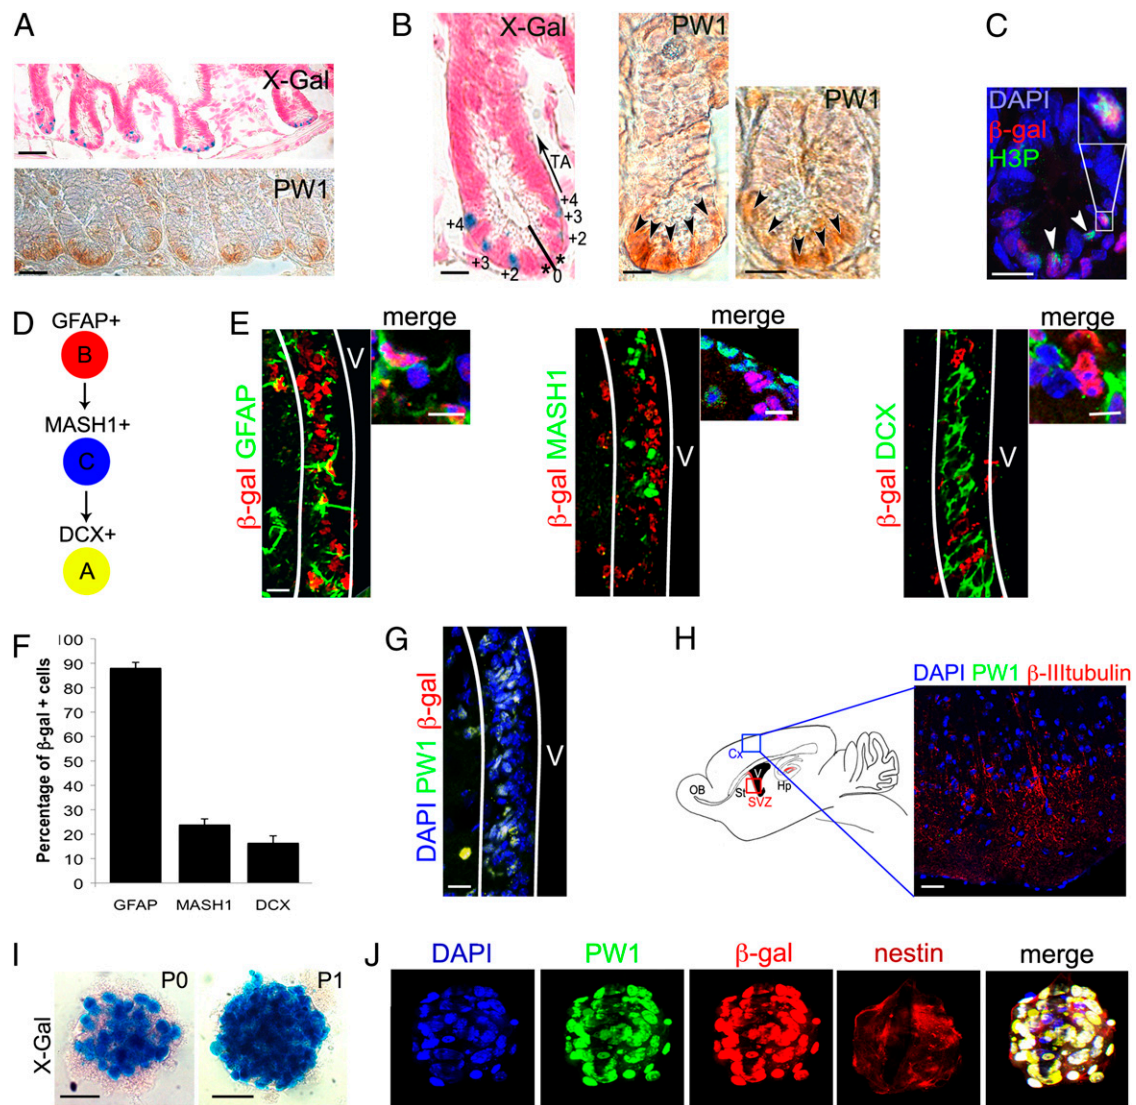 A
X-Gal
PW1
B
X-Gal
TA
+4
+3
+2
+4
+3
+2
*
*
0
PW1
PW1
C
DAPI
β-gal
H3P
D
GFAP+
B
MASH1+
C
DCX+
A
E
β-gal GFAP
V
merge
β-gal MASH1
V
merge
β-gal DCX
V
merge
F
Percentage of β-gal + cells
100
90
80
70
60
50
40
30
20
10
0
GFAP MASH1 DCX
G
DAPI PW1 β-gal
V
H
Cx
OB
St
V
SVZ
Hp
DAPI PW1 β-IIItubulin
I
X-Gal
P0
P1
J
DAPI
PW1
β-gal
nestin
merge